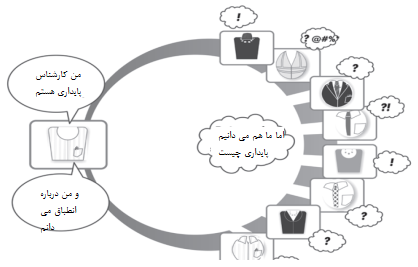 !
? @#%?
?
من کارشناس
پایداری هستم
?!
اما ما هم می دانیم
پایداری چیست
!
و من درباره
انطباق می
دانم
?
?
?